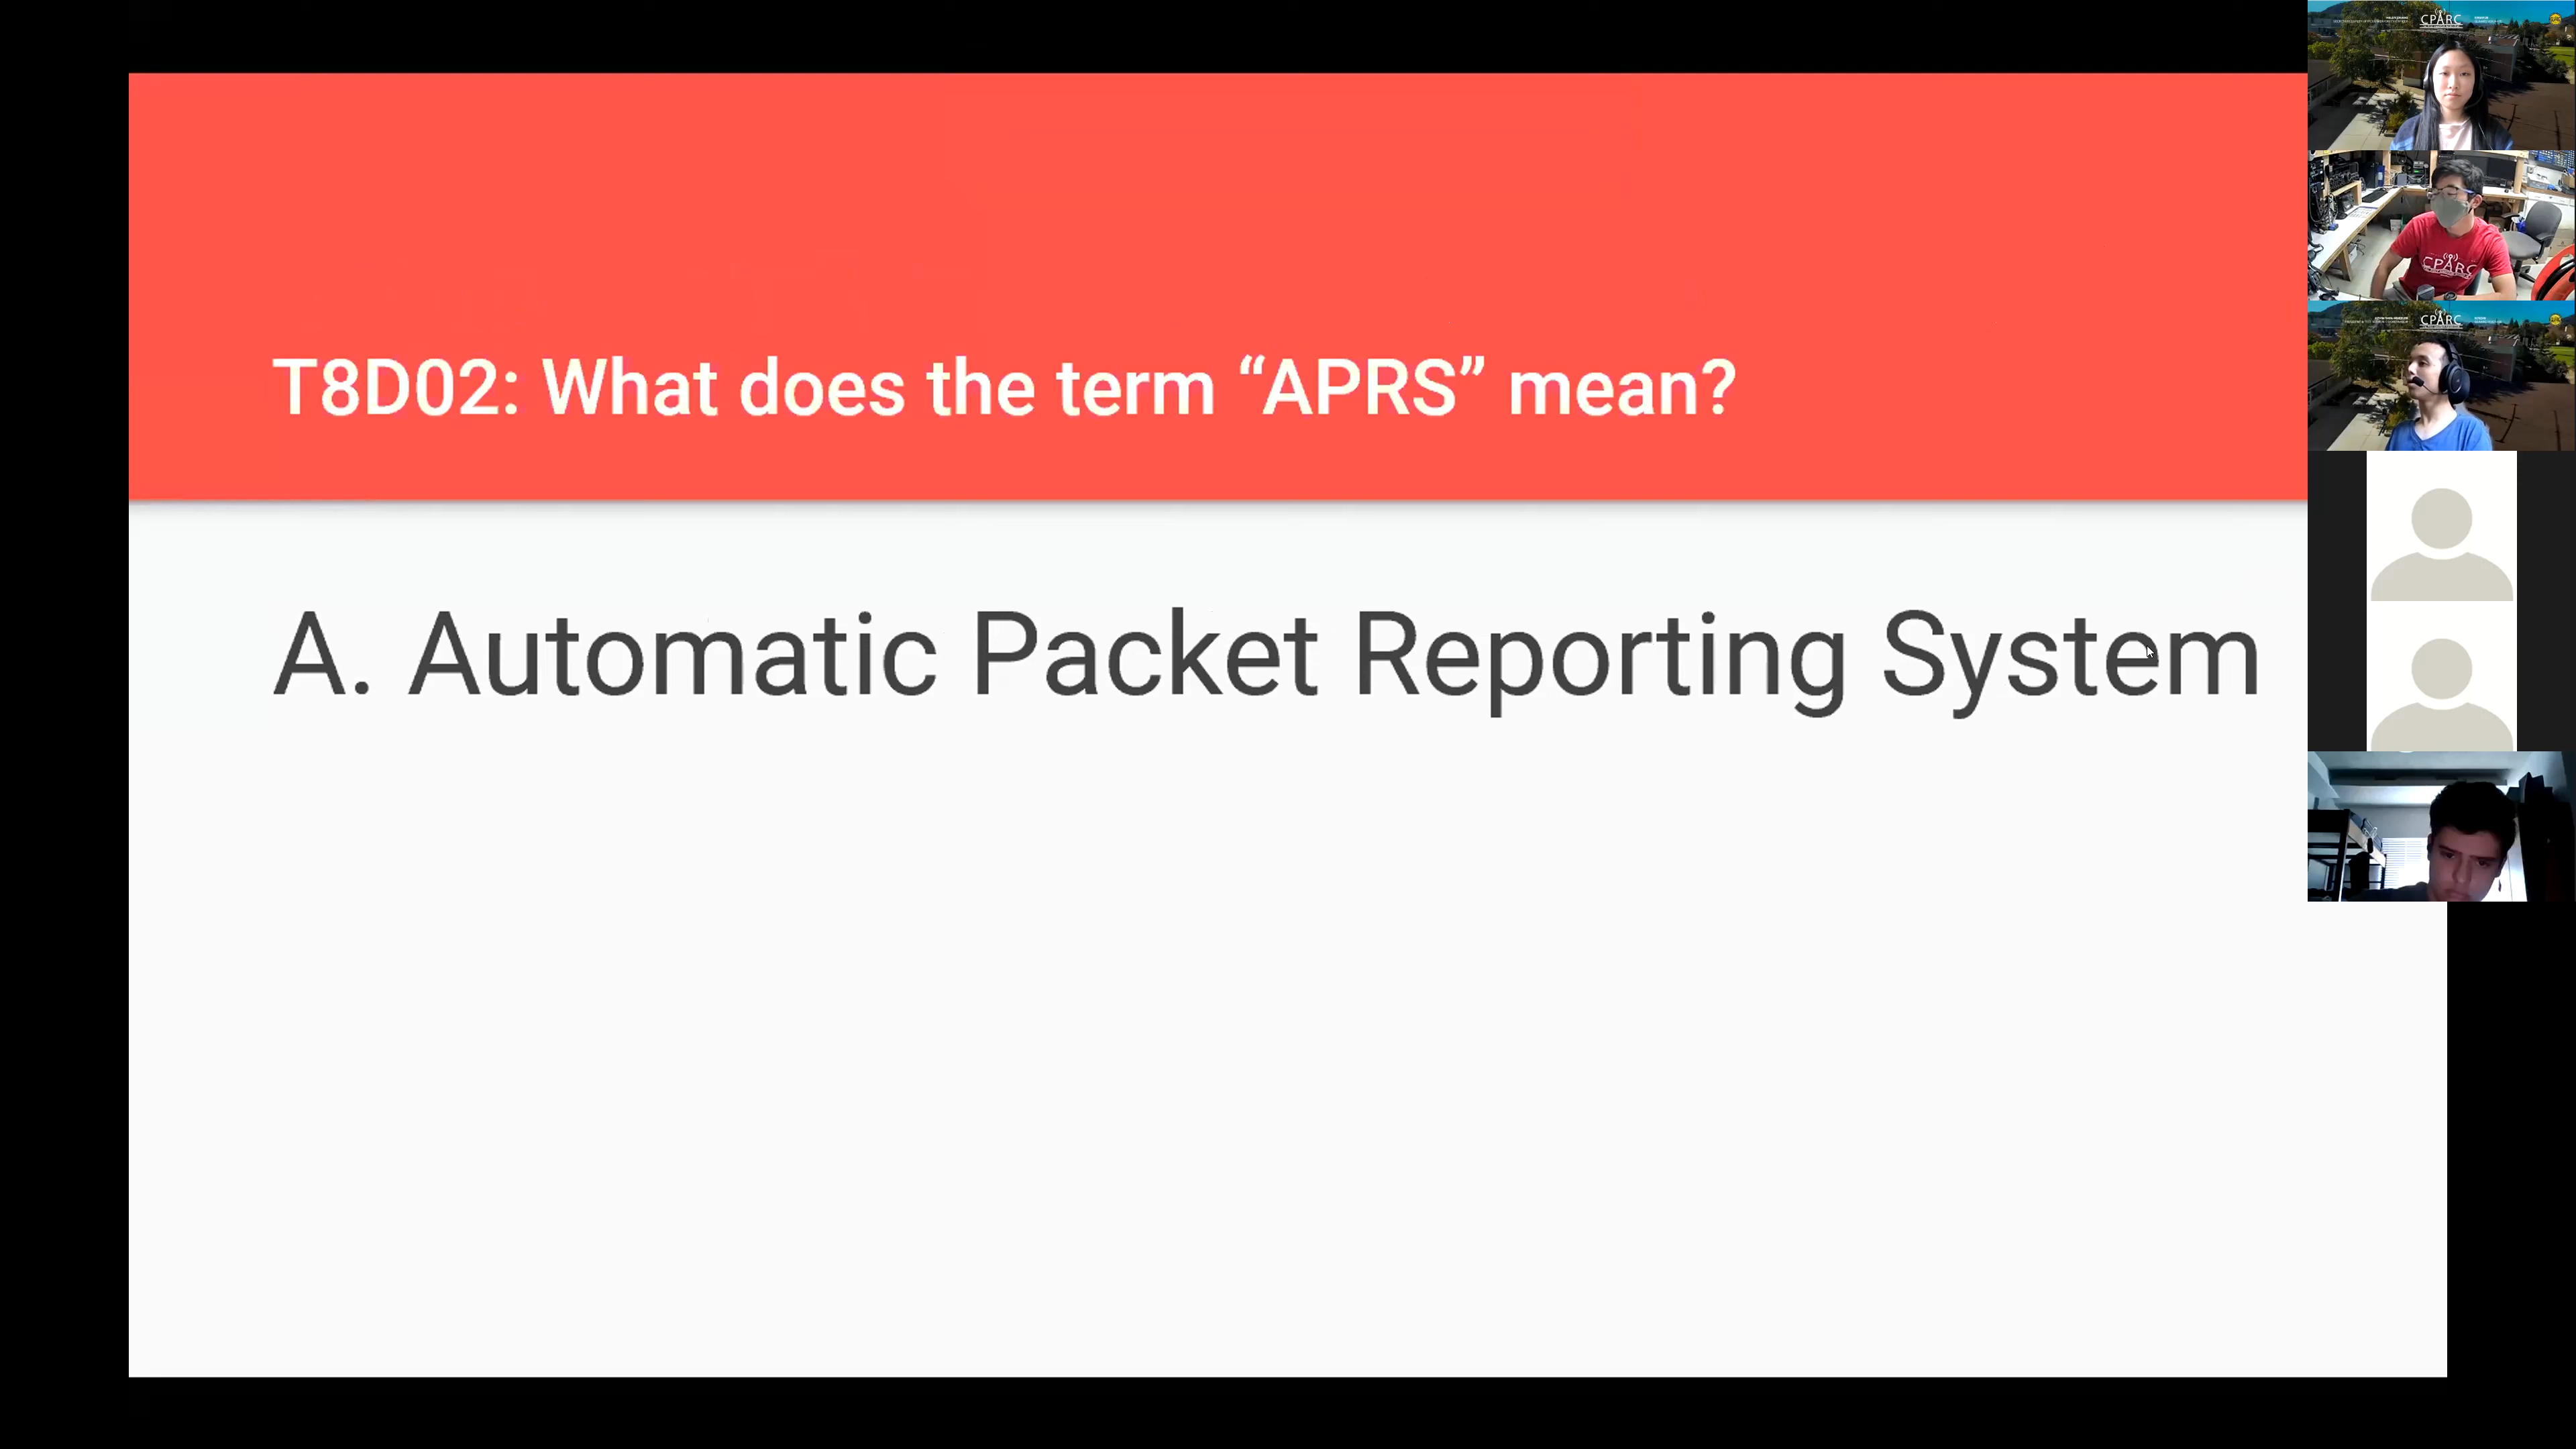 T8D02: What does the term “APRS” mean?
A. Automatic Packet Reporting System
CPARC
CPARC
CPARC